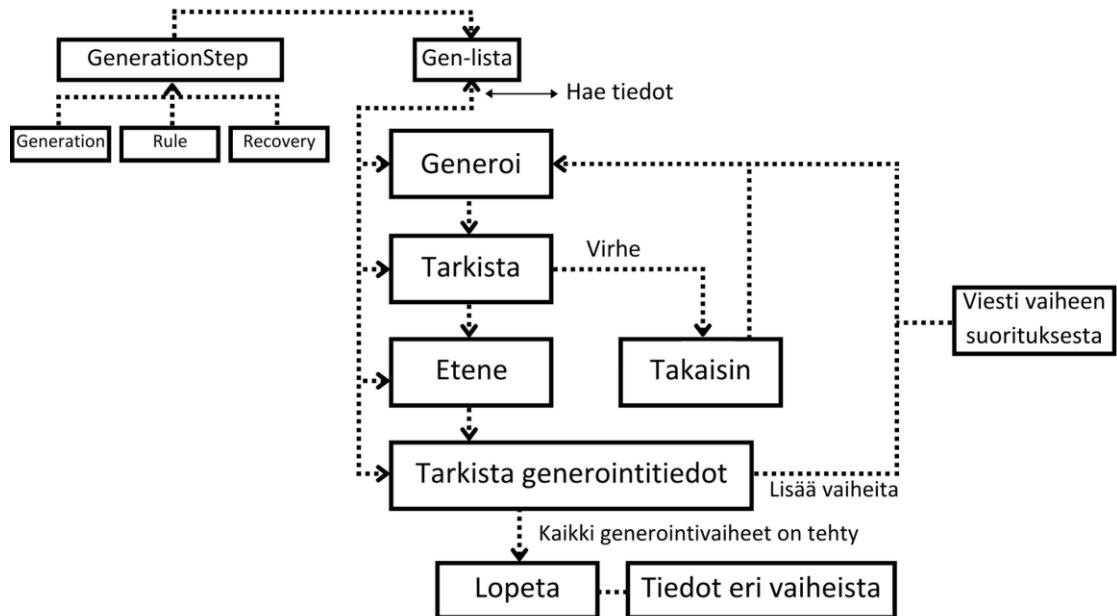 GenerationStep
Gen-lista
Hae tiedot
Generation
Rule
Recovery
Generoi
Tarkista
Virhe
Viesti vaiheen
suorituksesta
Etene
Takaisin
Tarkista generointitiedot
Lisää vaiheita
Kaikki generointivaiheet on tehty
Lopeta
Tiedot eri vaiheista